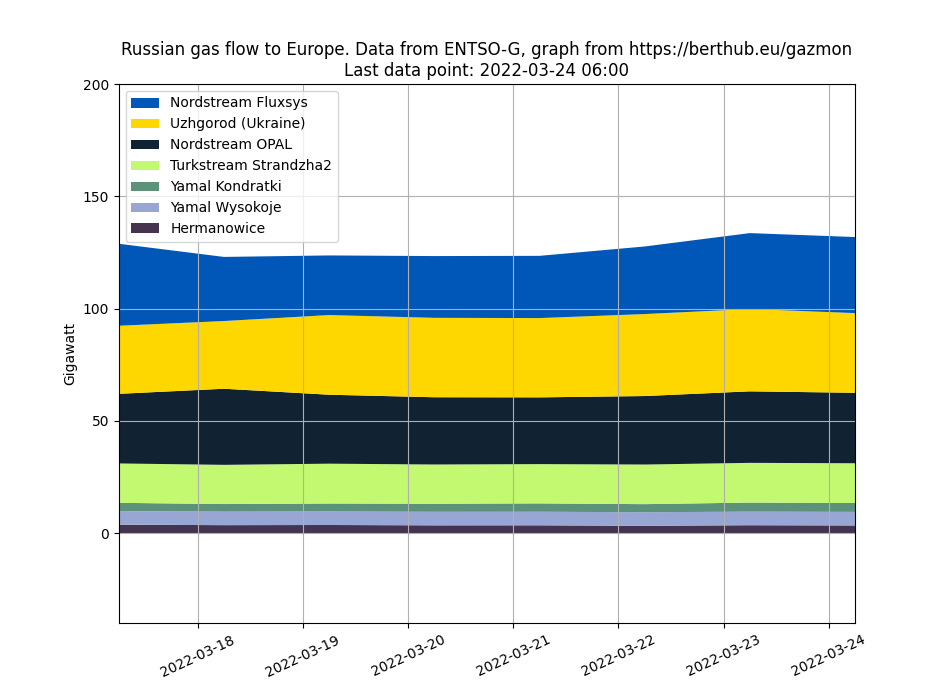 Russian gas flow to Europe. Data from ENTSO-G, graph from https://berthub.eu/gazmon
Last data point: 2022-03-24 06:00
200
Nordstream Fluxsys
Uzhgorod (Ukraine)
Nordstream OPAL
Turkstream Strandzha2
Yamal Kondratki
Yamal Wysokoje
Hermanowice
150
100
Gigawatt
50
0
2022-03-18
2022-03-19
2022-03-20
2022-03-21
2022-03-22
2022-03-23
2022-03-24